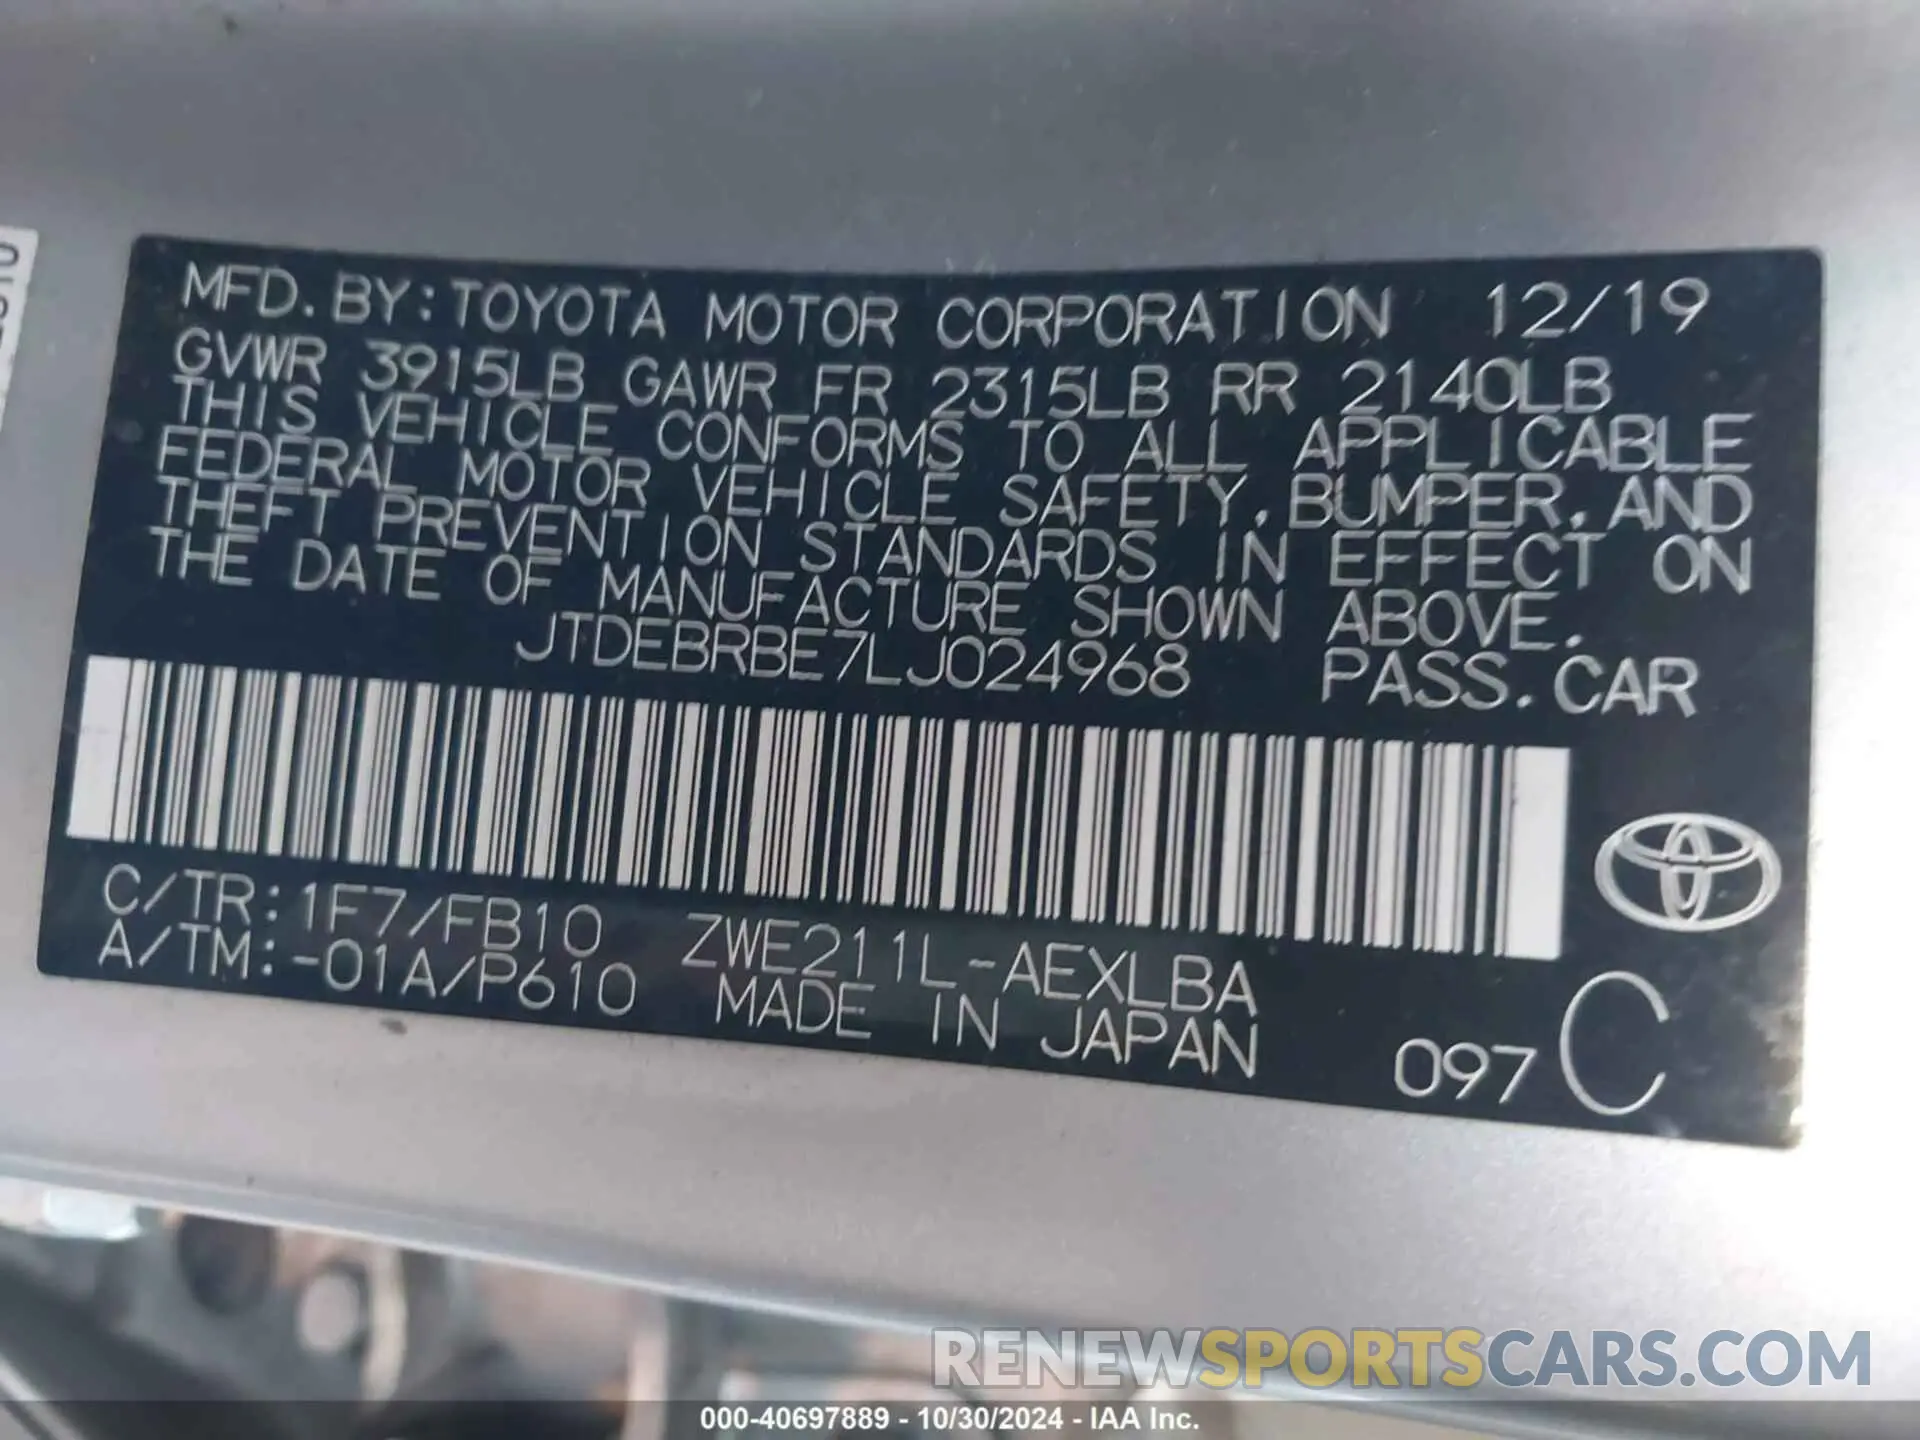 MFD. BY: TOYOTA MOTOR CORPORATION 12/19
GVWR 3915LB GAWR FR 2315LB RR 2140LB
THIS VEHICLE CONFORMS TO ALL APPLICABLE
FEDERAL MOTOR VEHICLE SAFETY, BUMPER, AND
THEFT PREVENTION STANDARDS IN EFFECT ON
THE DATE OF MANUFACTURE SHOWN ABOVE.
JTDEBRBE7LJ024968 PASS. CAR
C/TR: 1F7/FB10 ZWE211L-AEXLBA
A/TM: -01A/P610 MADE IN JAPAN
097 C
RENEWSPORTSCARS.COM
000-40697889 - 10/30/2024 - IAA Inc.